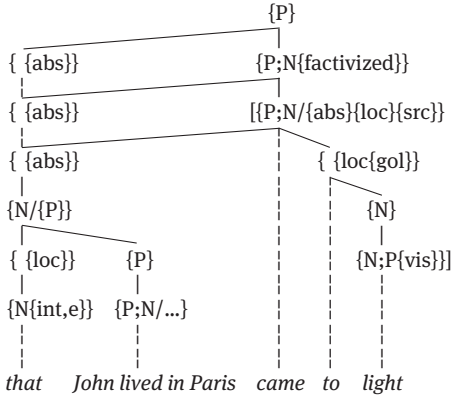 {P}
{ {abs}} {P;N{factivized}}
{ {abs}} [{P;N/{abs}{loc}{src}}
{ {abs}} { {loc{gol}}
{N/{P}} {N}
{ {loc}} {P} {N;P{vis}}]
{N{int,e}} {P;N/...}
that John lived in Paris came to light